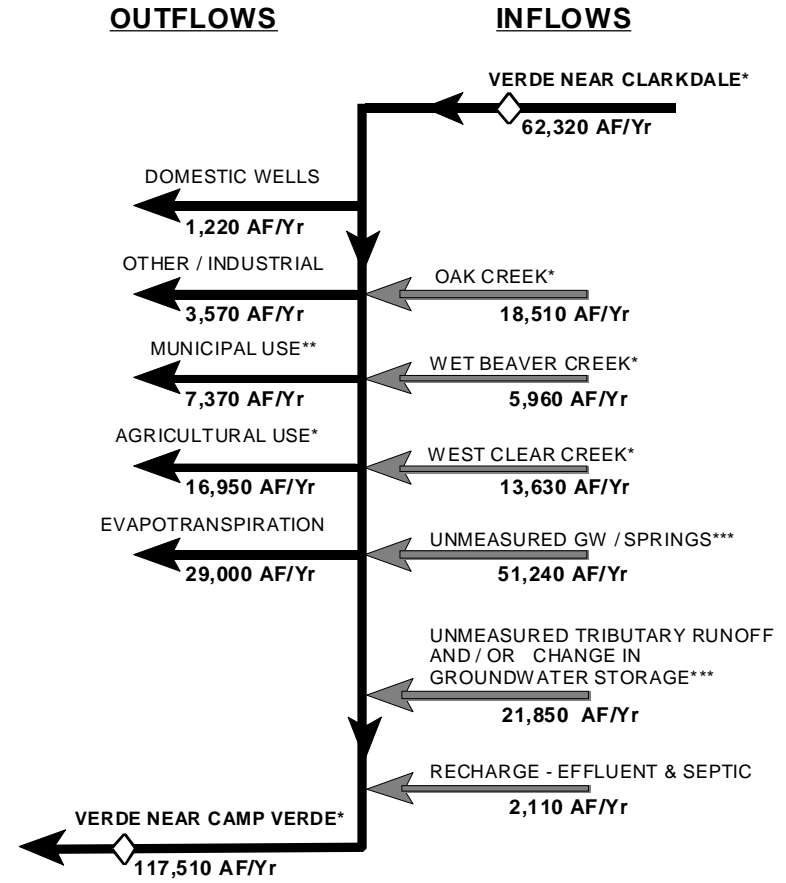 OUTFLOWS
INFLOWS
VERDE NEAR CLARKDALE*
62,320 AF/Yr
DOMESTIC WELLS
1,220 AF/Yr
OTHER / INDUSTRIAL
3,570 AF/Yr
OAK CREEK*
18,510 AF/Yr
MUNICIPAL USE**
7,370 AF/Yr
WET BEAVER CREEK*
5,960 AF/Yr
AGRICULTURAL USE*
16,950 AF/Yr
WEST CLEAR CREEK*
13,630 AF/Yr
EVAPOTRANSPIRATION
29,000 AF/Yr
UNMEASURED GW / SPRINGS***
51,240 AF/Yr
UNMEASURED TRIBUTARY RUNOFF
AND / OR CHANGE IN
GROUNDWATER STORAGE***
21,850 AF/Yr
RECHARGE - EFFLUENT & SEPTIC
2,110 AF/Yr
VERDE NEAR CAMP VERDE*
117,510 AF/Yr